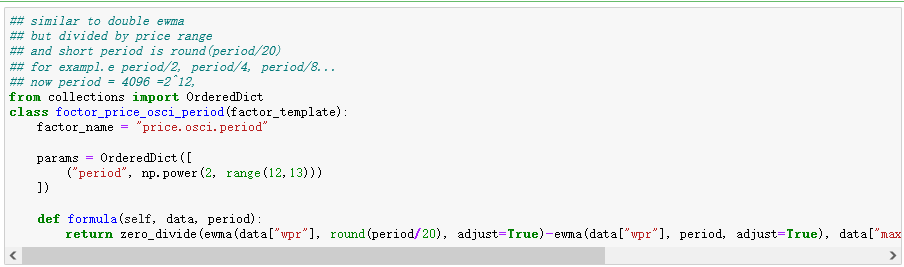 ## similar to double ewma
## but divided by price range
## and short period is round(period/20)
## for exampl.e period/2, period/4, period/8...
## now period = 4096 =2^12,
from collections import OrderedDict
class foctor_price_osci_period(factor_template):
    factor_name = "price.osci.period"
    params = OrderedDict([
        ("period", np.power(2, range(12,13)))
    ])
    def formula(self, data, period):
        return zero_divide(ewma(data["wpr"], round(period/20), adjust=True)-ewma(data["wpr"], period, adjust=True), data["max